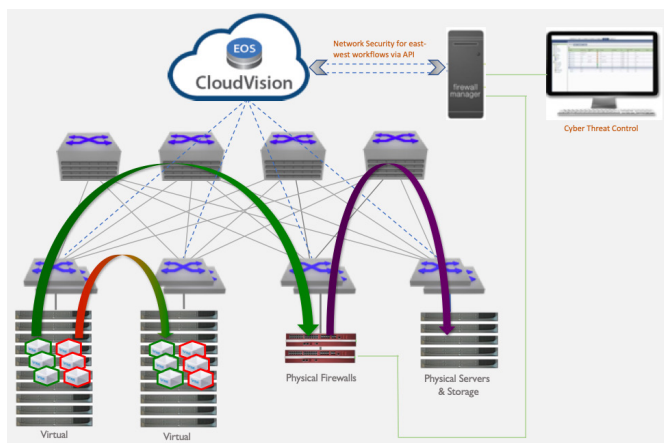 EOS
CloudVision
Network Security for east-
west workflows via API
firewall
manager
Cyber Threat Control
Physical Firewalls
Physical Servers
& Storage
Virtual
Virtual